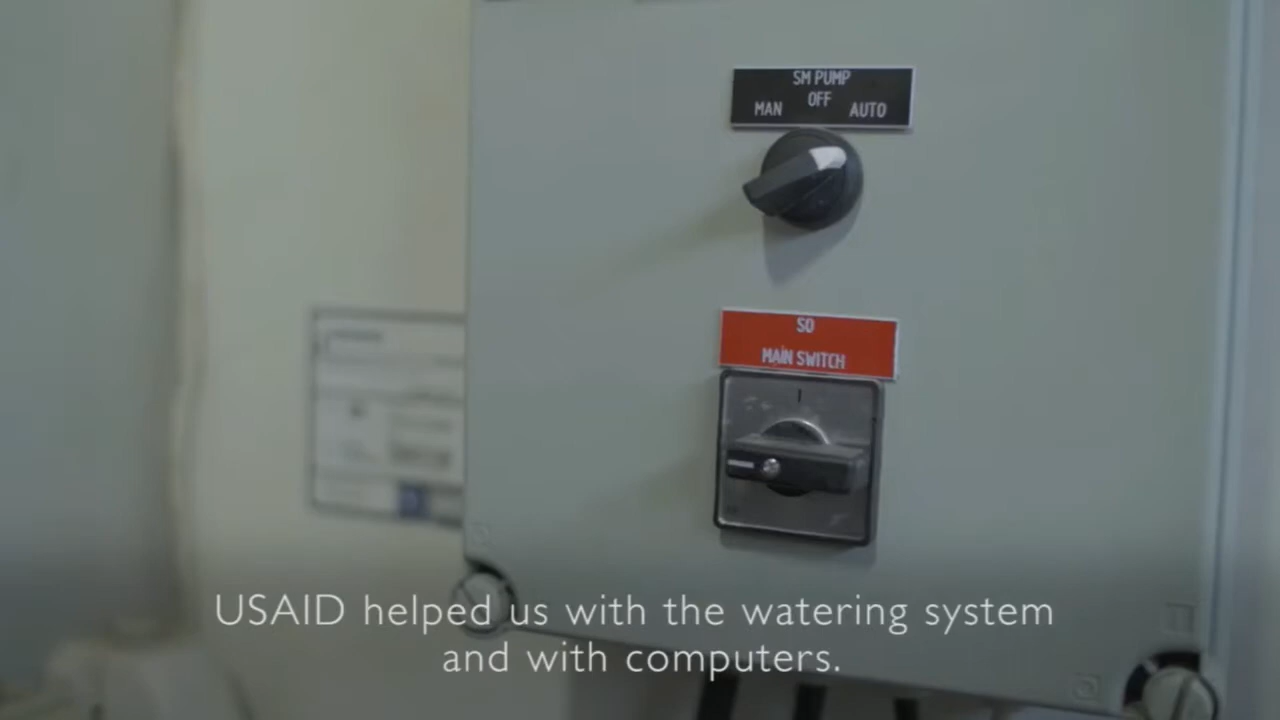 SM PUMP
OFF
MAN AUTO
SO
MAIN SWITCH
USAID helped us with the watering system
and with computers.